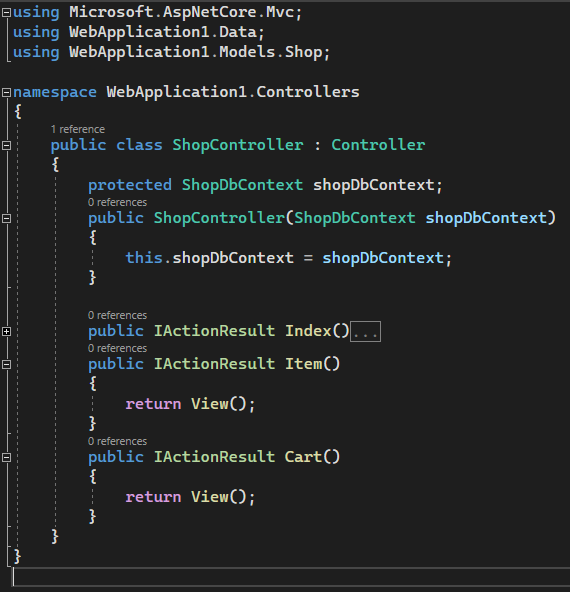 using Microsoft.AspNetCore.Mvc;
using WebApplication1.Data;
using WebApplication1.Models.Shop;

namespace WebApplication1.Controllers
{
    1 reference
    public class ShopController : Controller
    {
        protected ShopDbContext shopDbContext;
        0 references
        public ShopController(ShopDbContext shopDbContext)
        {
            this.shopDbContext = shopDbContext;
        }

        0 references
        public IActionResult Index()...
        0 references
        public IActionResult Item()
        {
            return View();
        }
        0 references
        public IActionResult Cart()
        {
            return View();
        }
    }
}